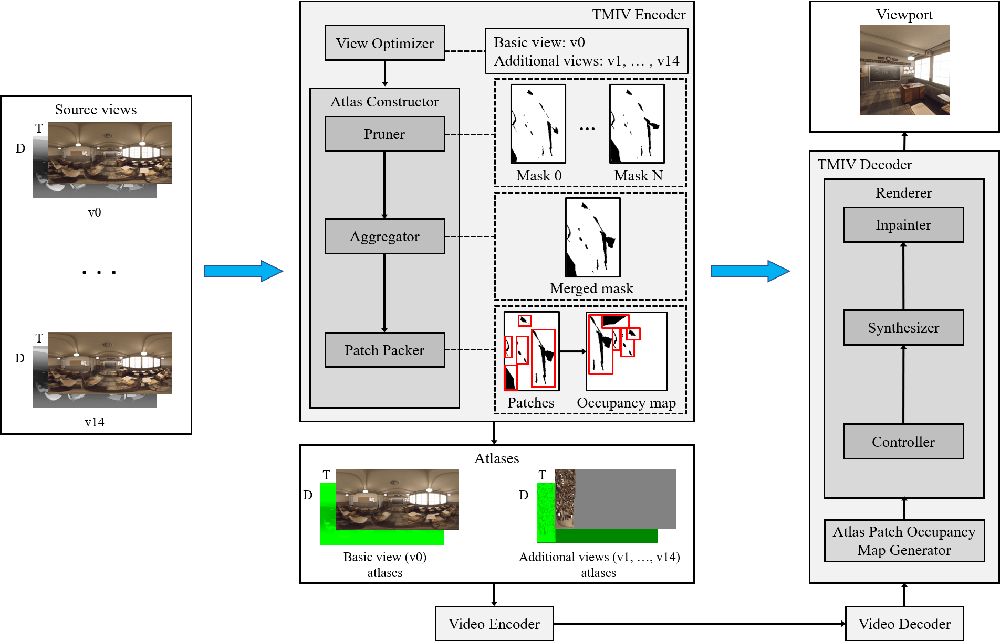 Source views
T
D
v0
. . .
T
D
v14
TMIV Encoder
View Optimizer
Basic view: v0
Additional views: v1, … , v14
Atlas Constructor
Pruner
Mask 0
...
Mask N
Aggregator
Merged mask
Patch Packer
Patches
Occupancy map
Atlases
T
D
Basic view (v0)
atlases
T
D
Additional views (v1, …, v14)
atlases
Video Encoder
Video Decoder
Viewport
TMIV Decoder
Renderer
Inpainter
Synthesizer
Controller
Atlas Patch Occupancy
Map Generator